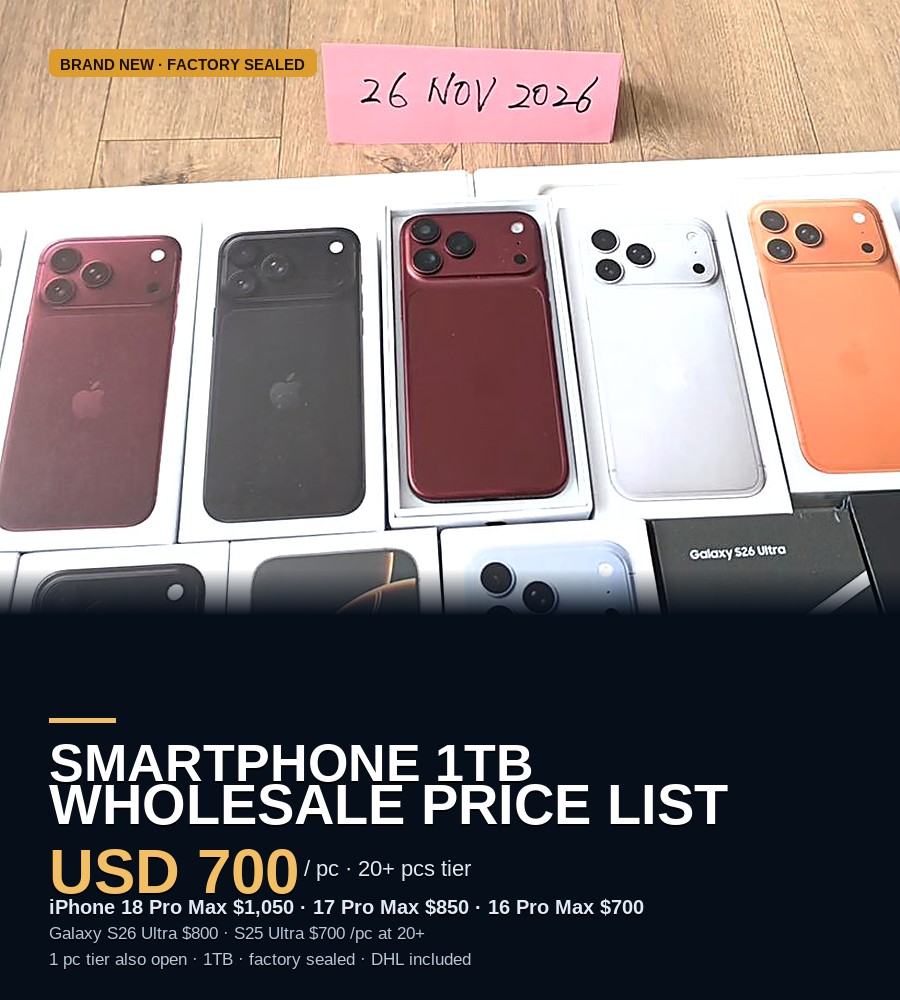 BRAND NEW · FACTORY SEALED
26 NOV 2026
Galaxy S26 Ultra
SMARTPHONE 1TB
WHOLESALE PRICE LIST
USD 700 / pc · 20+ pcs tier
iPhone 18 Pro Max $1,050 · 17 Pro Max $850 · 16 Pro Max $700
Galaxy S26 Ultra $800 · S25 Ultra $700 /pc at 20+
1 pc tier also open · 1TB · factory sealed · DHL included